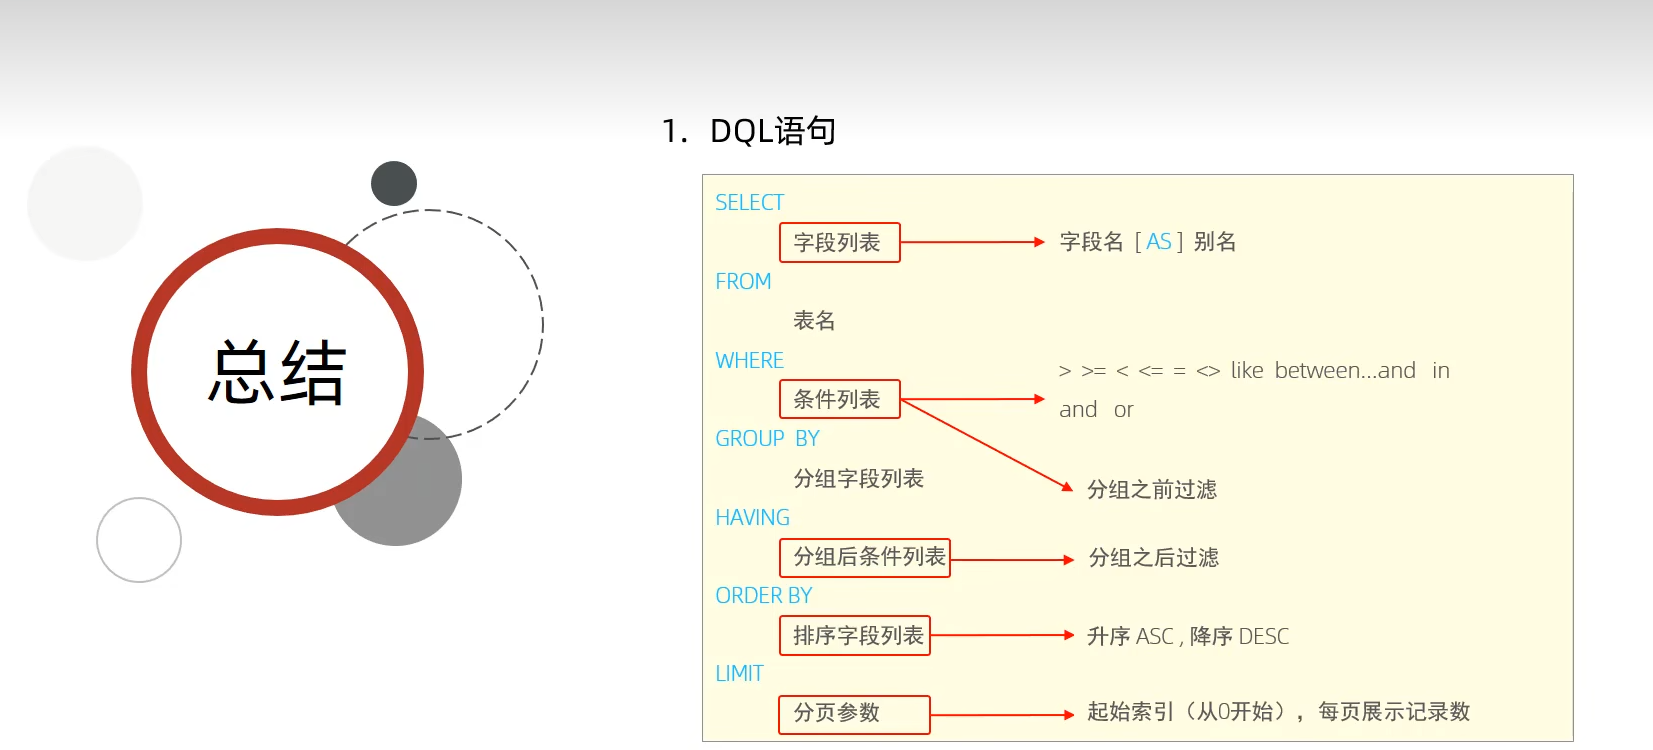 总结
1. DQL语句
SELECT
字段列表 字段名 [ AS ] 别名
FROM
表名
WHERE
条件列表 > >= < <= = <> like between...and in
and or
GROUP BY
分组字段列表
分组之前过滤
HAVING
分组后条件列表 分组之后过滤
ORDER BY
排序字段列表 升序 ASC , 降序 DESC
LIMIT
分页参数 起始索引（从0开始），每页展示记录数